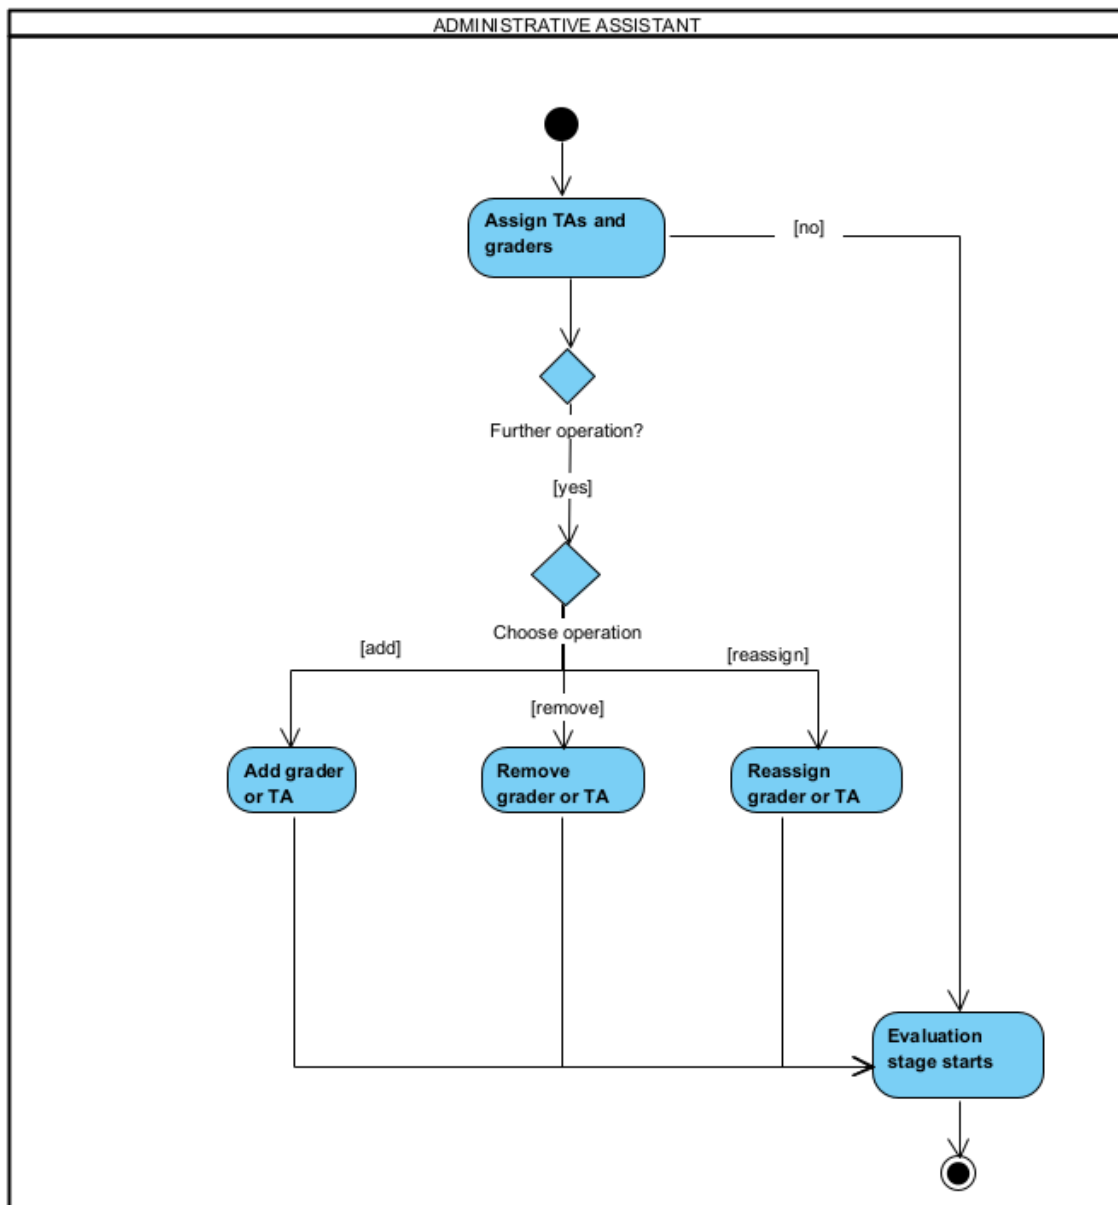 ADMINISTRATIVE ASSISTANT
Assign TAs and
graders
[no]
Further operation?
[yes]
Choose operation
[add]
[reassign]
[remove]
Add grader
or TA
Remove
grader or TA
Reassign
grader or TA
Evaluation
stage starts